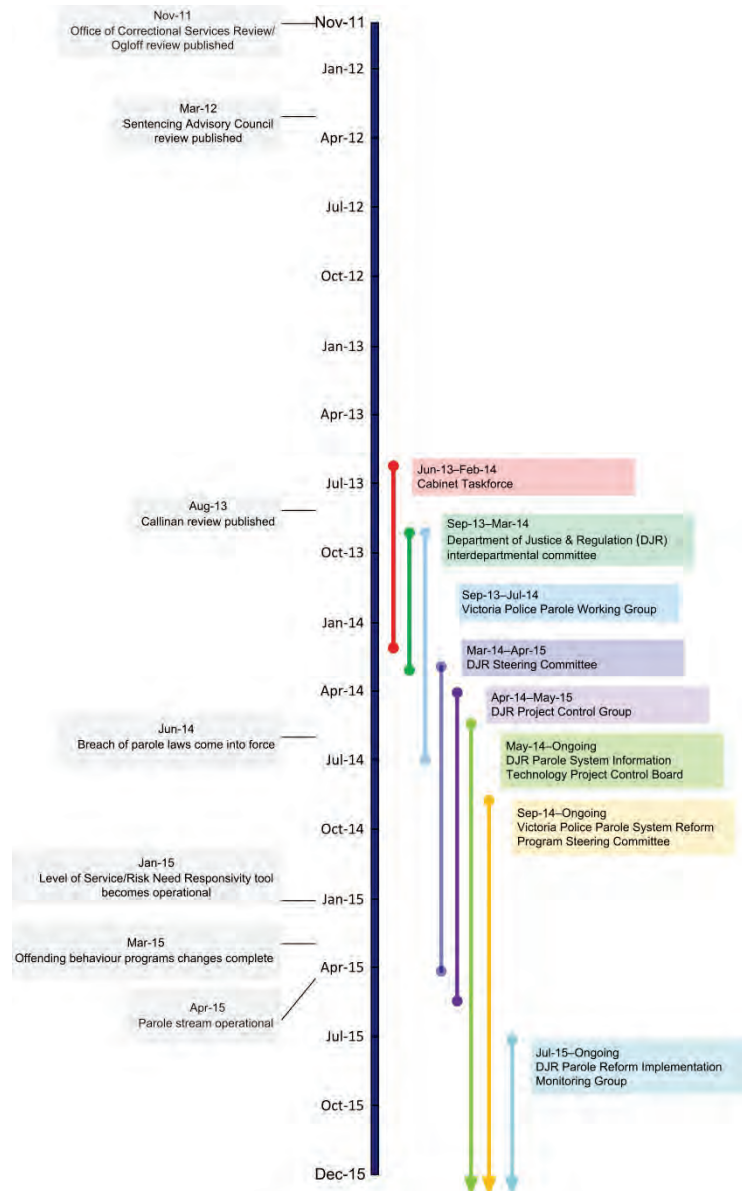 Nov-11
Office of Correctional Services Review/
Ogloff review published
Mar-12
Sentencing Advisory Council
review published
Aug-13
Callinan review published
Jun-14
Breach of parole laws come into force
Jan-15
Level of Service/Risk Need Responsivity tool
becomes operational
Mar-15
Offending behaviour programs changes complete
Apr-15
Parole stream operational
Nov-11
Jan-12
Apr-12
Jul-12
Oct-12
Jan-13
Apr-13
Jul-13
Oct-13
Jan-14
Apr-14
Jul-14
Oct-14
Jan-15
Apr-15
Jul-15
Oct-15
Dec-15
Jun-13–Feb-14
Cabinet Taskforce
Sep-13–Mar-14
Department of Justice & Regulation (DJR)
interdepartmental committee
Sep-13–Jul-14
Victoria Police Parole Working Group
Mar-14–Apr-15
DJR Steering Committee
Apr-14–May-15
DJR Project Control Group
May-14–Ongoing
DJR Parole System Information
Technology Project Control Board
Sep-14–Ongoing
Victoria Police Parole System Reform
Program Steering Committee
Jul-15–Ongoing
DJR Parole Reform Implementation
Monitoring Group